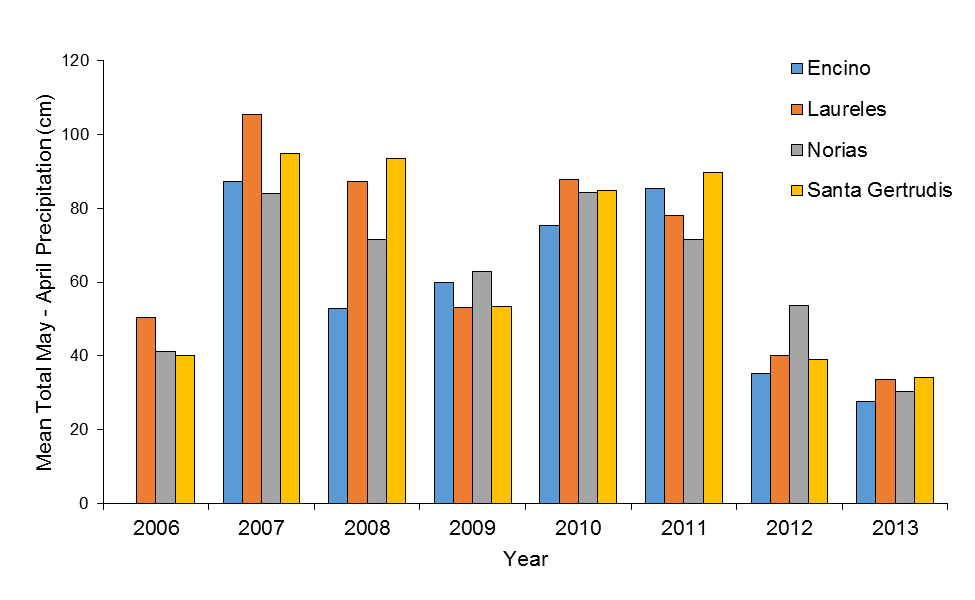 Encino
Laureles
Norias
Santa Gertrudis
Mean Total May - April Precipitation (cm)
120
100
80
60
40
20
0
2006 2007 2008 2009 2010 2011 2012 2013
Year